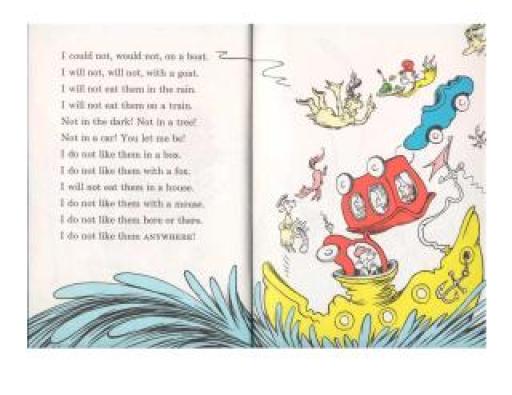 I could not, would not, on a boat.
I will not, will not, with a goat.
I will not eat them in the rain.
I will not eat them on a train.
Not in the dark! Not in a tree!
Not in a car! You let me be!
I do not like them in a box.
I do not like them with a fox.
I will not eat them in a house.
I do not like them with a mouse.
I do not like them here or there.
I do not like them ANYWHERE!